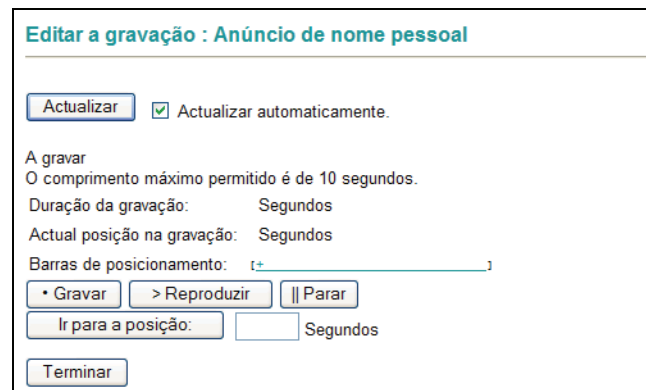 Editar a gravação : Anúncio de nome pessoal
Actualizar Actualizar automaticamente.
A gravar
O comprimento máximo permitido é de 10 segundos.
Duração da gravação: Segundos
Actual posição na gravação: Segundos
Barras de posicionamento: [+ ]
• Gravar > Reproduzir || Parar
Ir para a posição: Segundos
Terminar